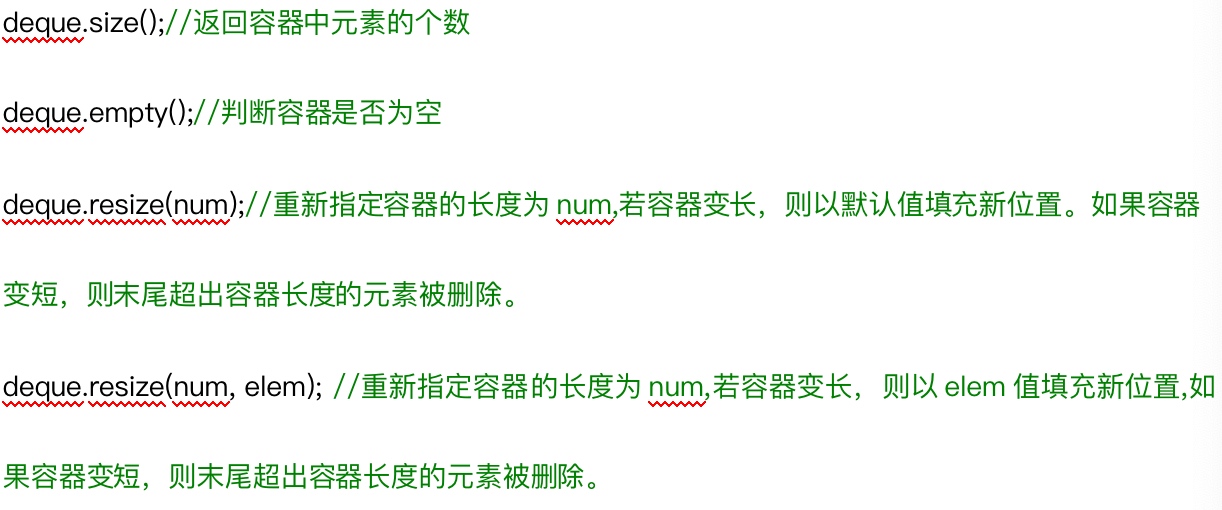 deque.size();//返回容器中元素的个数
deque.empty();//判断容器是否为空
deque.resize(num);//重新指定容器的长度为 num,若容器变长，则以默认值填充新位置。如果容器
变短，则末尾超出容器长度的元素被删除。
deque.resize(num, elem); //重新指定容器的长度为 num,若容器变长，则以 elem 值填充新位置,如
果容器变短，则末尾超出容器长度的元素被删除。